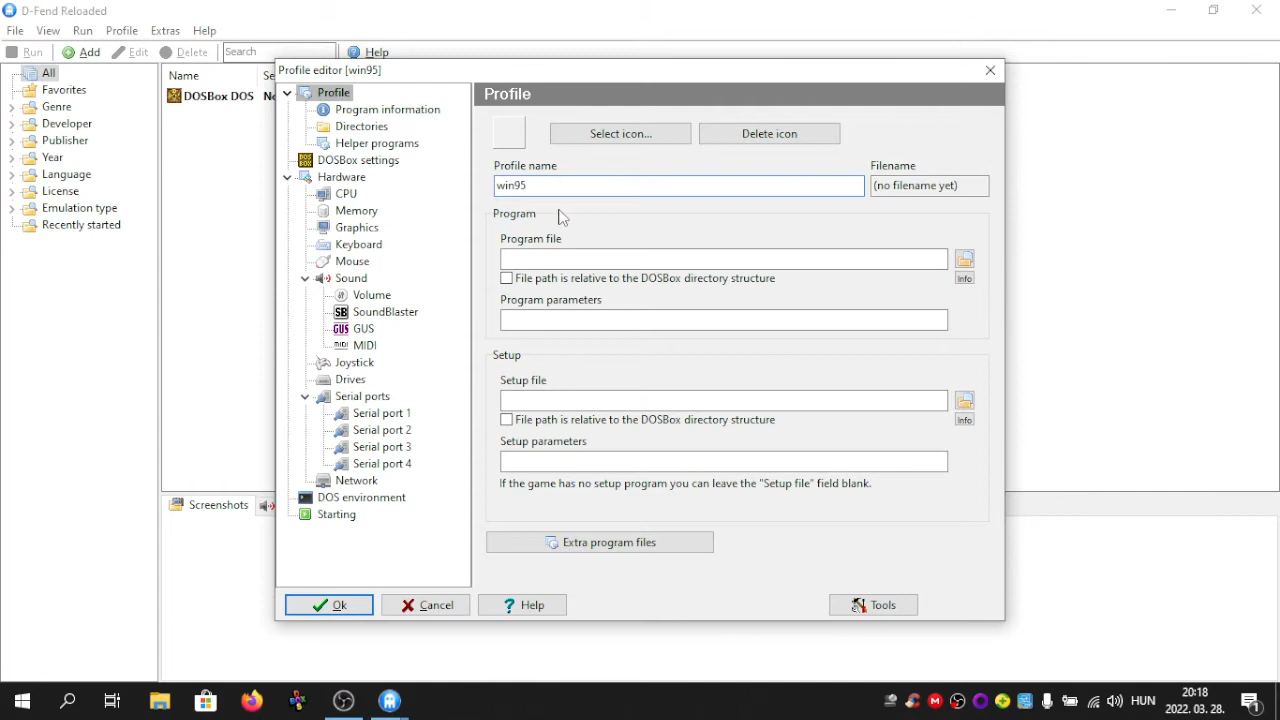 D-Fend Reloaded
File View Run Profile Extras Help
Run Add Edit Delete Search Help
All
Favorites
Genre
Developer
Publisher
Year
Language
License
Emulation type
Recently started
Name
DOSBox DOS
Screenshots
Profile editor [win95]
Profile
Program information
Directories
Helper programs
DOSBox settings
Hardware
CPU
Memory
Graphics
Keyboard
Mouse
Sound
Volume
SB SoundBlaster
GUS GUS
MIDI MIDI
Joystick
Drives
Serial ports
Serial port 1
Serial port 2
Serial port 3
Serial port 4
Network
DOS environment
Starting
Profile
Select icon... Delete icon
Profile name Filename
win95 (no filename yet)
Program
Program file
File path is relative to the DOSBox directory structure Info
Program parameters
Setup
Setup file
File path is relative to the DOSBox directory structure Info
Setup parameters
If the game has no setup program you can leave the "Setup file" field blank.
Extra program files
Ok Cancel Help Tools
HUN
20:18
2022. 03. 28.
1